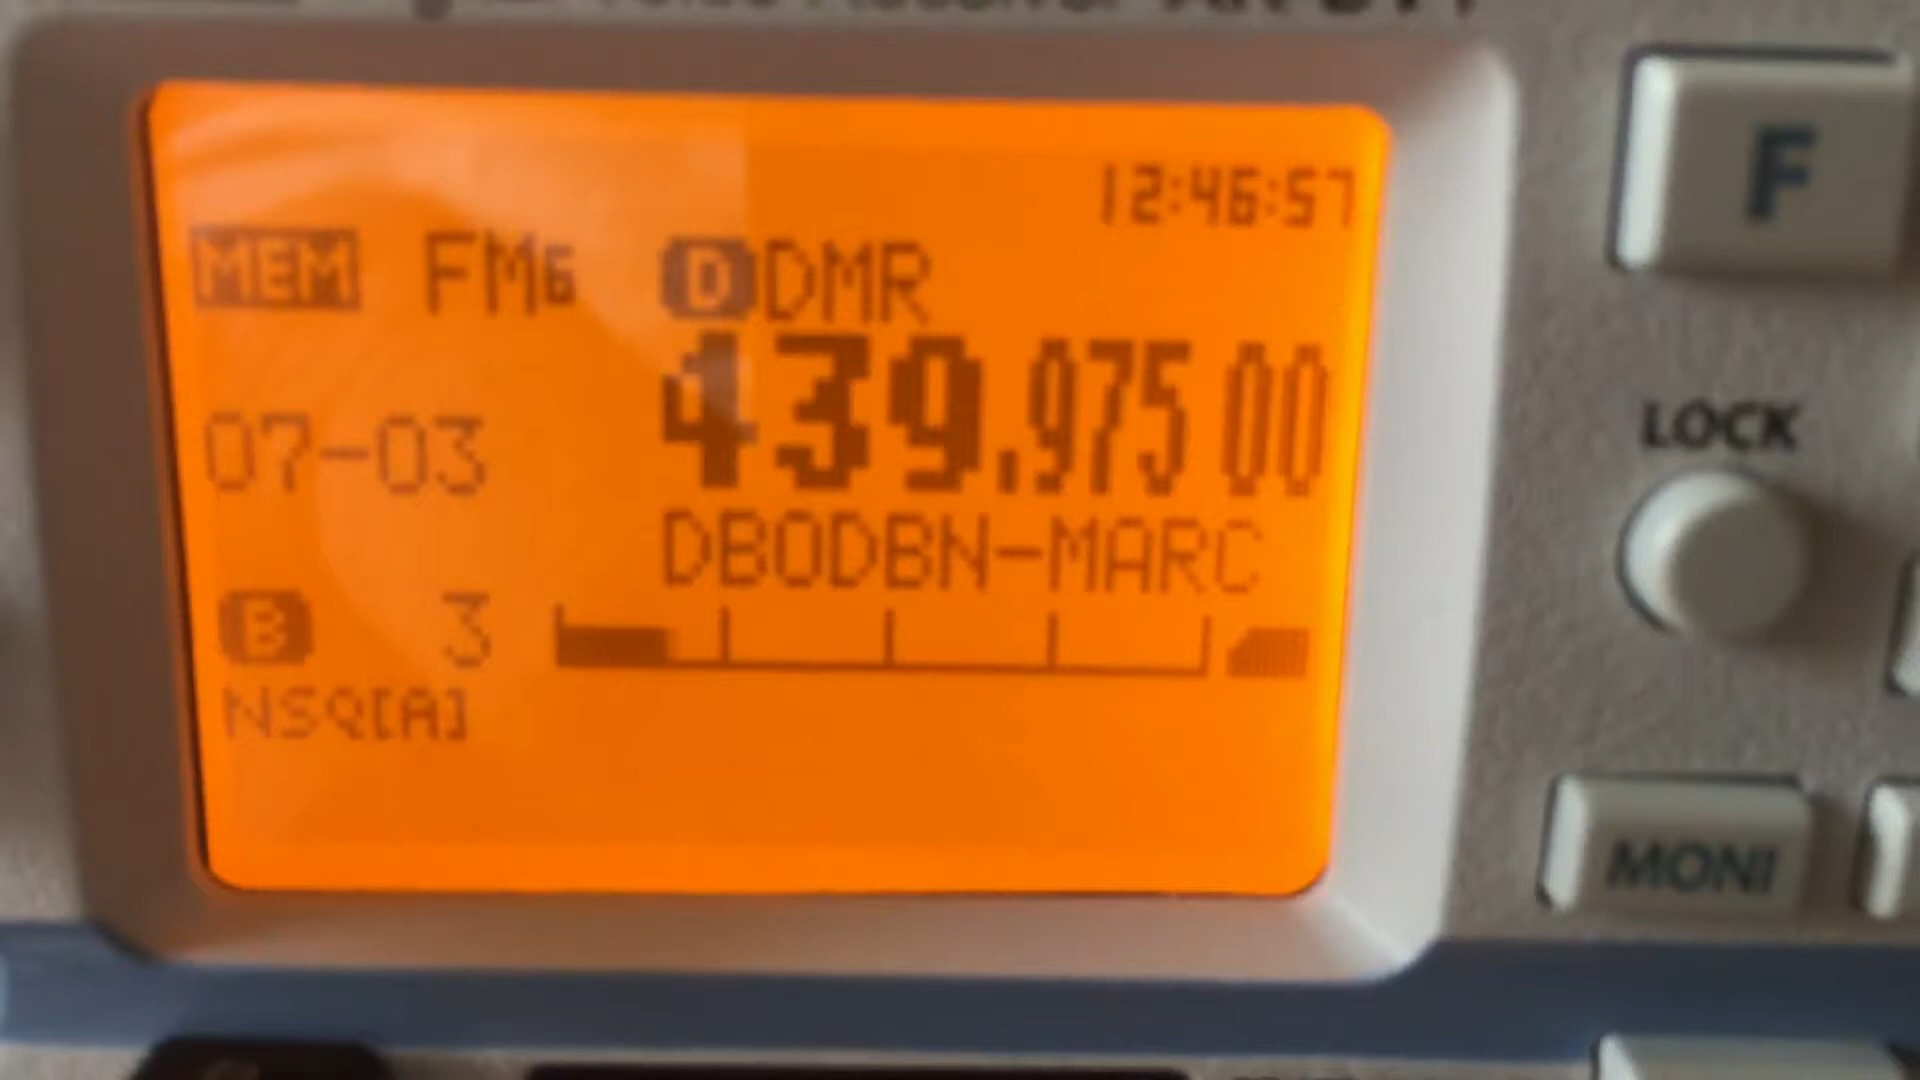 12:46:57
MEM FM6 D DMR
439.975 00
07-03
DB0DBN-MARC
B 3
NSQ[A]
F
LOCK
MONI